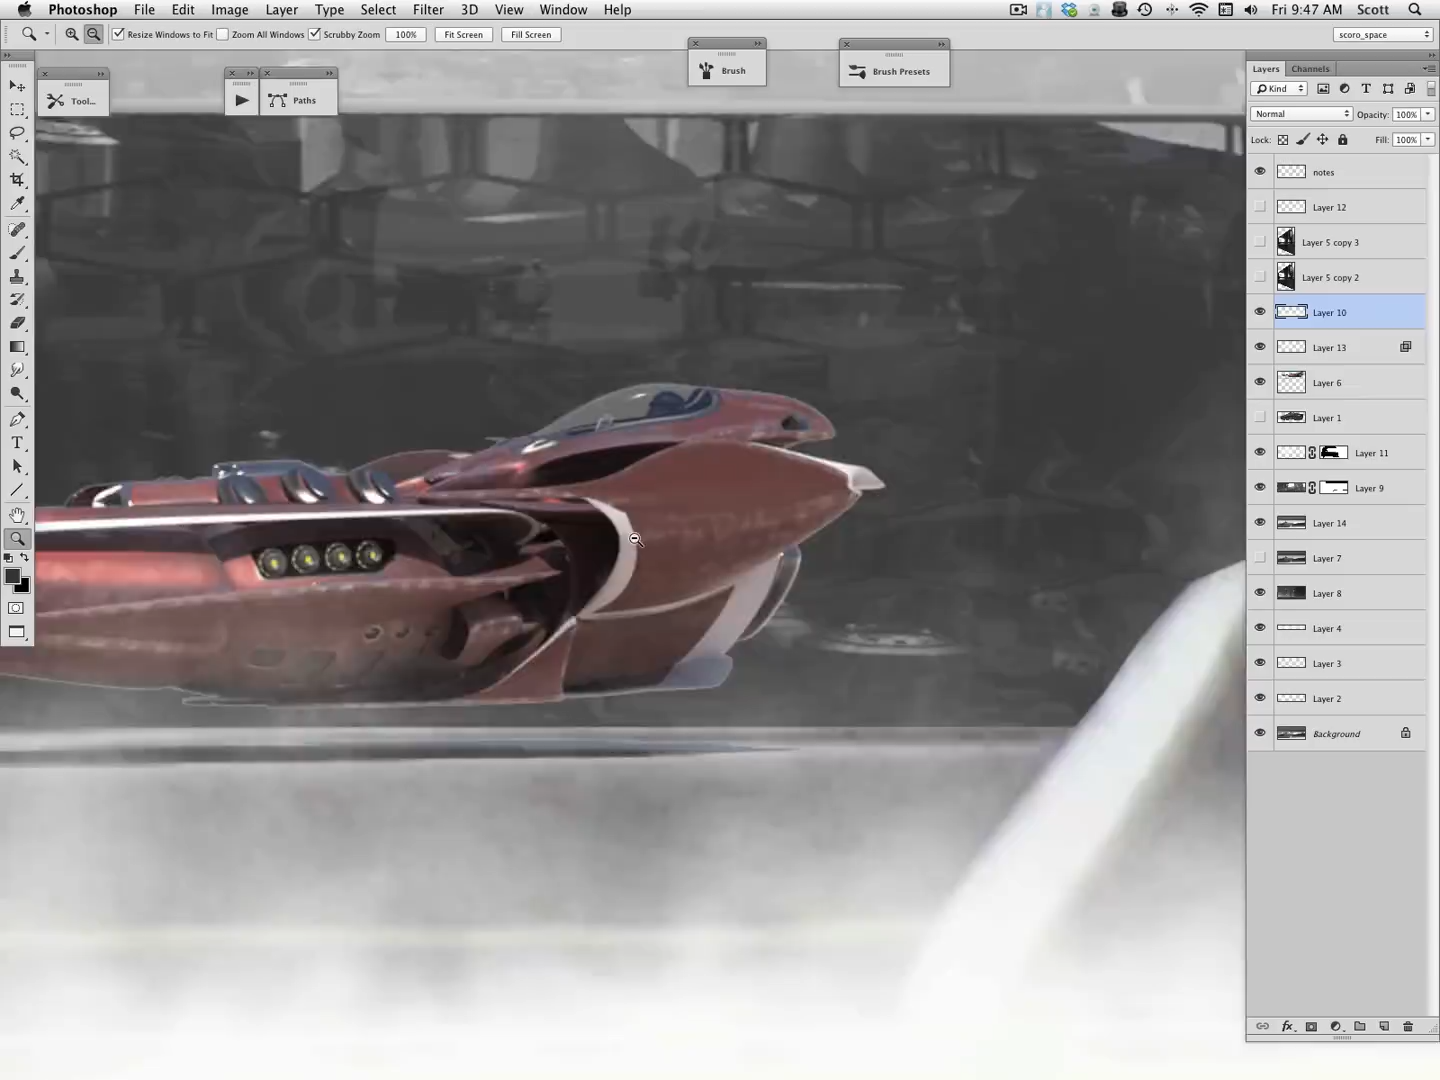 Photoshop File Edit Image Layer Type Select Filter 3D View Window Help Fri 9:47 AM Scott
Resize Windows to Fit Zoom All Windows Scrubby Zoom 100% Fit Screen Fill Screen scoro_space
Tool... Paths Brush Brush Presets
Layers Channels
Kind
Normal Opacity: 100%
Lock: Fill: 100%
notes
Layer 12
Layer 5 copy 3
Layer 5 copy 2
Layer 10
Layer 13
Layer 6
Layer 1
Layer 11
Layer 9
Layer 14
Layer 7
Layer 8
Layer 4
Layer 3
Layer 2
Background
fx